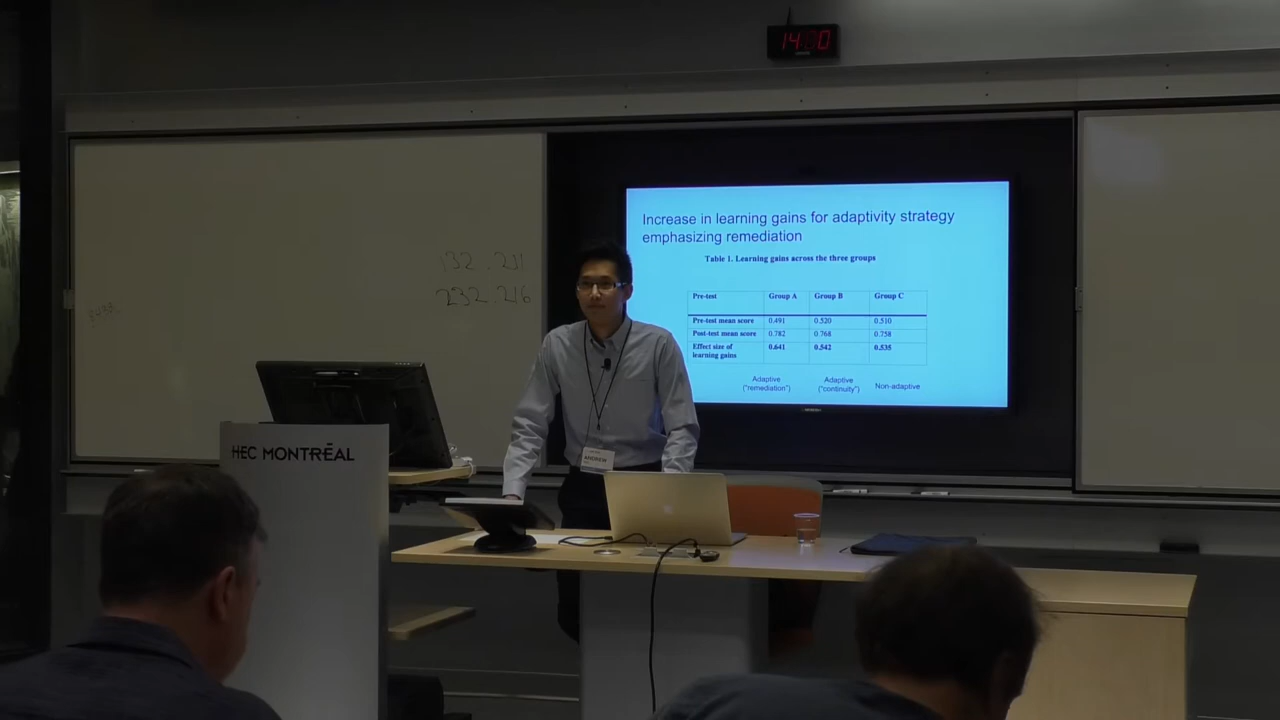 14:00
132.211
232.216
Increase in learning gains for adaptivity strategy
emphasizing remediation
Table 1. Learning gains across the three groups
Pre-test Group A Group B Group C
Pre-test mean score 0.491 0.520 0.510
Post-test mean score 0.782 0.768 0.758
Effect size of
learning gains 0.641 0.542 0.535
Adaptive
("remediation")
Adaptive
("continuity")
Non-adaptive
HEC MONTRĒAL
ANDREW